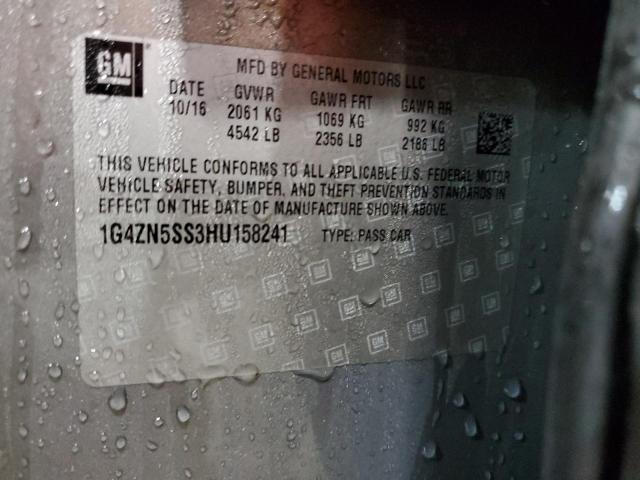 GM
MFD BY GENERAL MOTORS LLC
DATE GVWR GAWR FRT GAWR RR
10/16 2061 KG 1069 KG 992 KG
4542 LB 2356 LB 2186 LB
THIS VEHICLE CONFORMS TO ALL APPLICABLE U.S. FEDERAL MOTOR
VEHICLE SAFETY, BUMPER, AND THEFT PREVENTION STANDARDS IN
EFFECT ON THE DATE OF MANUFACTURE SHOWN ABOVE.
1G4ZN5SS3HU158241 TYPE: PASS CAR